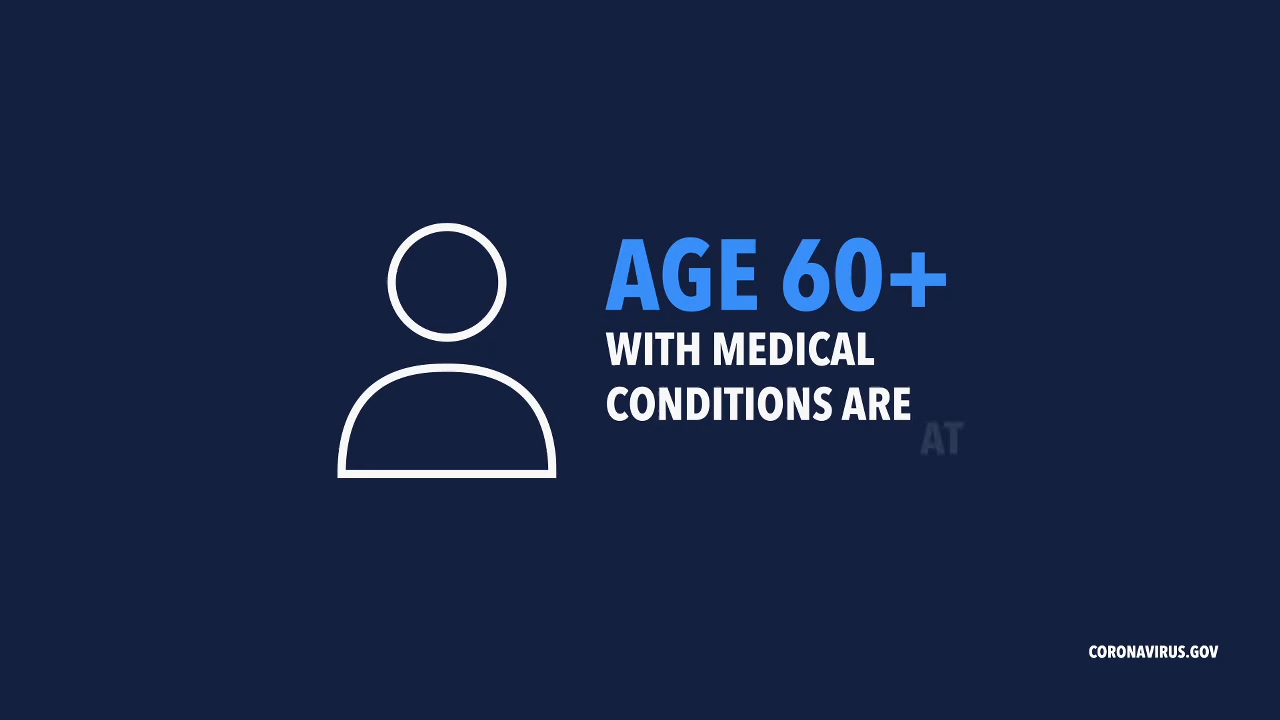 AGE 60+
WITH MEDICAL
CONDITIONS ARE
AT
CORONAVIRUS.GOV